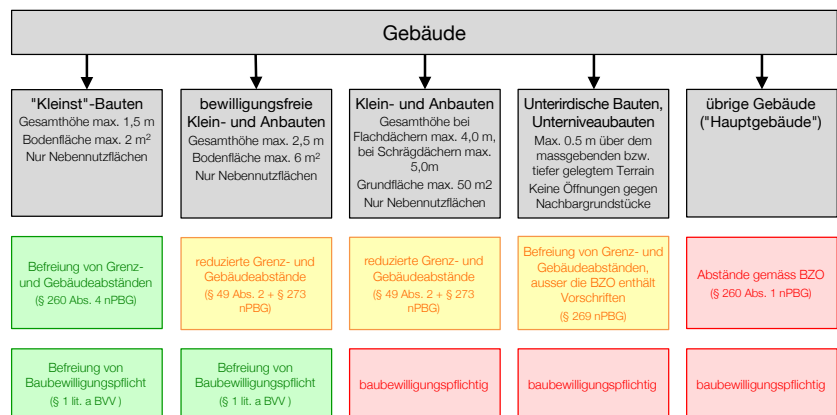 Gebäude
"Kleinst"-Bauten
Gesamthöhe max. 1,5 m
Bodenfläche max. 2 m²
Nur Nebennutzflächen
bewilligungsfreie
Klein- und Anbauten
Gesamthöhe max. 2,5 m
Bodenfläche max. 6 m²
Nur Nebennutzflächen
Klein- und Anbauten
Gesamthöhe bei
Flachdächern max. 4,0 m,
bei Schrägdächern max.
5,0m
Grundfläche max. 50 m2
Nur Nebennutzflächen
Unterirdische Bauten,
Unterniveaubauten
Max. 0.5 m über dem
massgebenden bzw.
tiefer gelegtem Terrain
Keine Öffnungen gegen
Nachbargrundstücke
übrige Gebäude
("Hauptgebäude")
Befreiung von Grenz-
und Gebäudeabständen
(§ 260 Abs. 4 nPBG)
reduzierte Grenz- und
Gebäudeabstände
(§ 49 Abs. 2 + § 273
nPBG)
reduzierte Grenz- und
Gebäudeabstände
(§ 49 Abs. 2 + § 273
nPBG)
Befreiung von Grenz- und
Gebäudeabständen,
ausser die BZO enthält
Vorschriften
(§ 269 nPBG)
Abstände gemäss BZO
(§ 260 Abs. 1 nPBG)
Befreiung von
Baubewilligungspflicht
(§ 1 lit. a BVV )
Befreiung von
Baubewilligungspflicht
(§ 1 lit. a BVV )
baubewilligungspflichtig
baubewilligungspflichtig
baubewilligungspflichtig